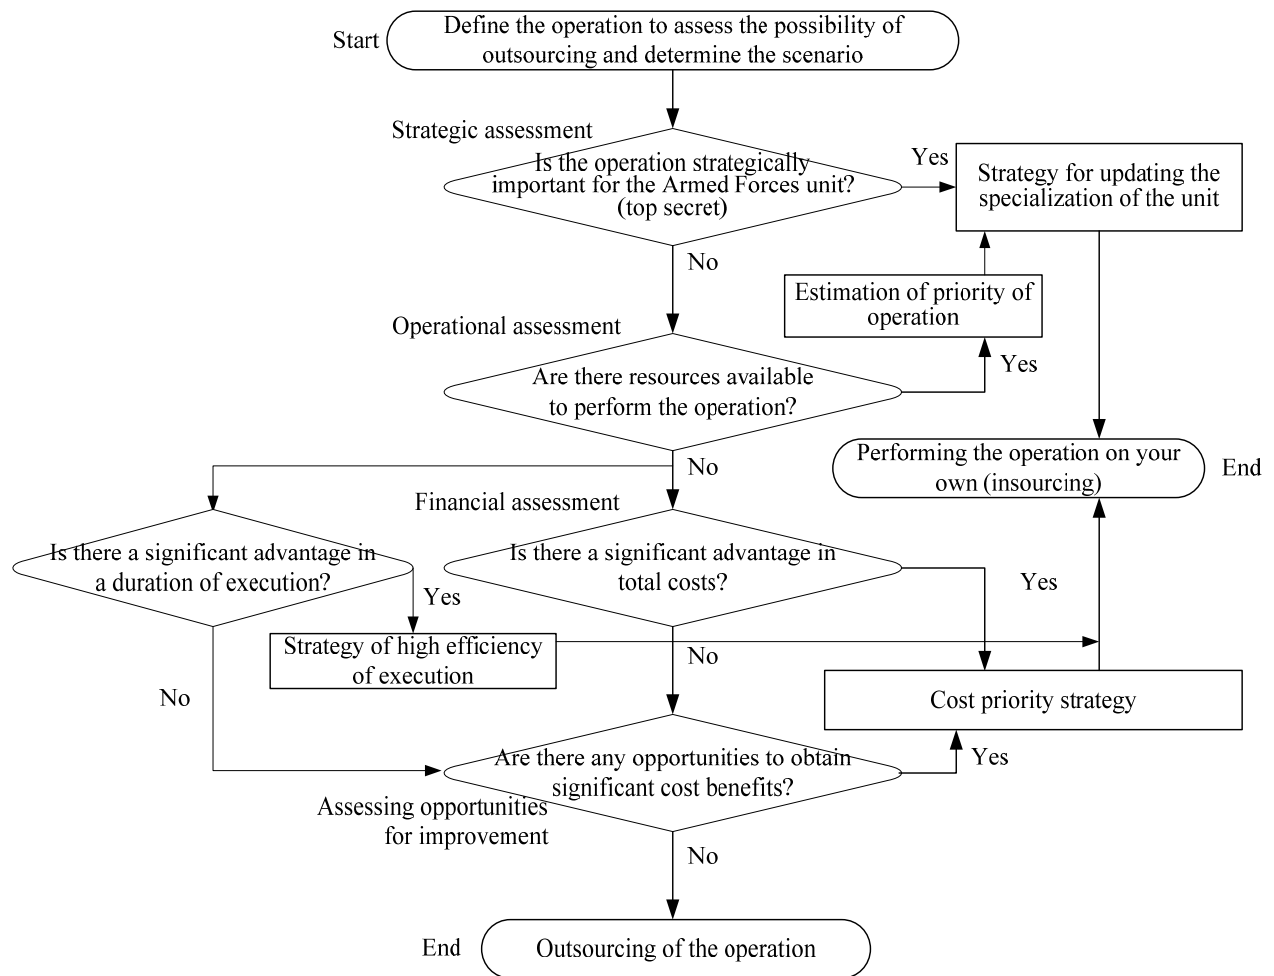 Start
Define the operation to assess the possibility of
outsourcing and determine the scenario
Strategic assessment
Is the operation strategically
important for the Armed Forces unit?
(top secret)
Yes
Strategy for updating the
specialization of the unit
No
Estimation of priority of
operation
Operational assessment
Yes
Are there resources available
to perform the operation?
No
Performing the operation on your
own (insourcing)
End
Financial assessment
Is there a significant advantage in
a duration of execution?
Yes
Is there a significant advantage in
total costs?
Yes
Strategy of high efficiency
of execution
No
No
Cost priority strategy
Are there any opportunities to obtain
significant cost benefits?
Yes
Assessing opportunities
for improvement
No
End
Outsourcing of the operation